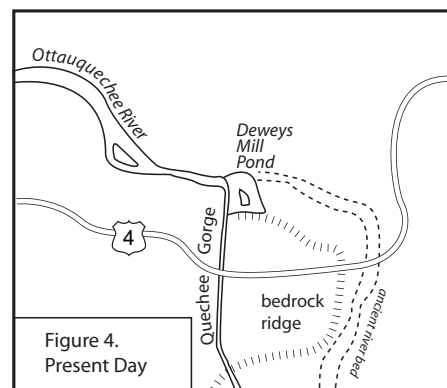 Ottauquechee River
Deweys
Mill
Pond
4
Quechee Gorge
bedrock
ridge
ancient river bed
Figure 4.
Present Day